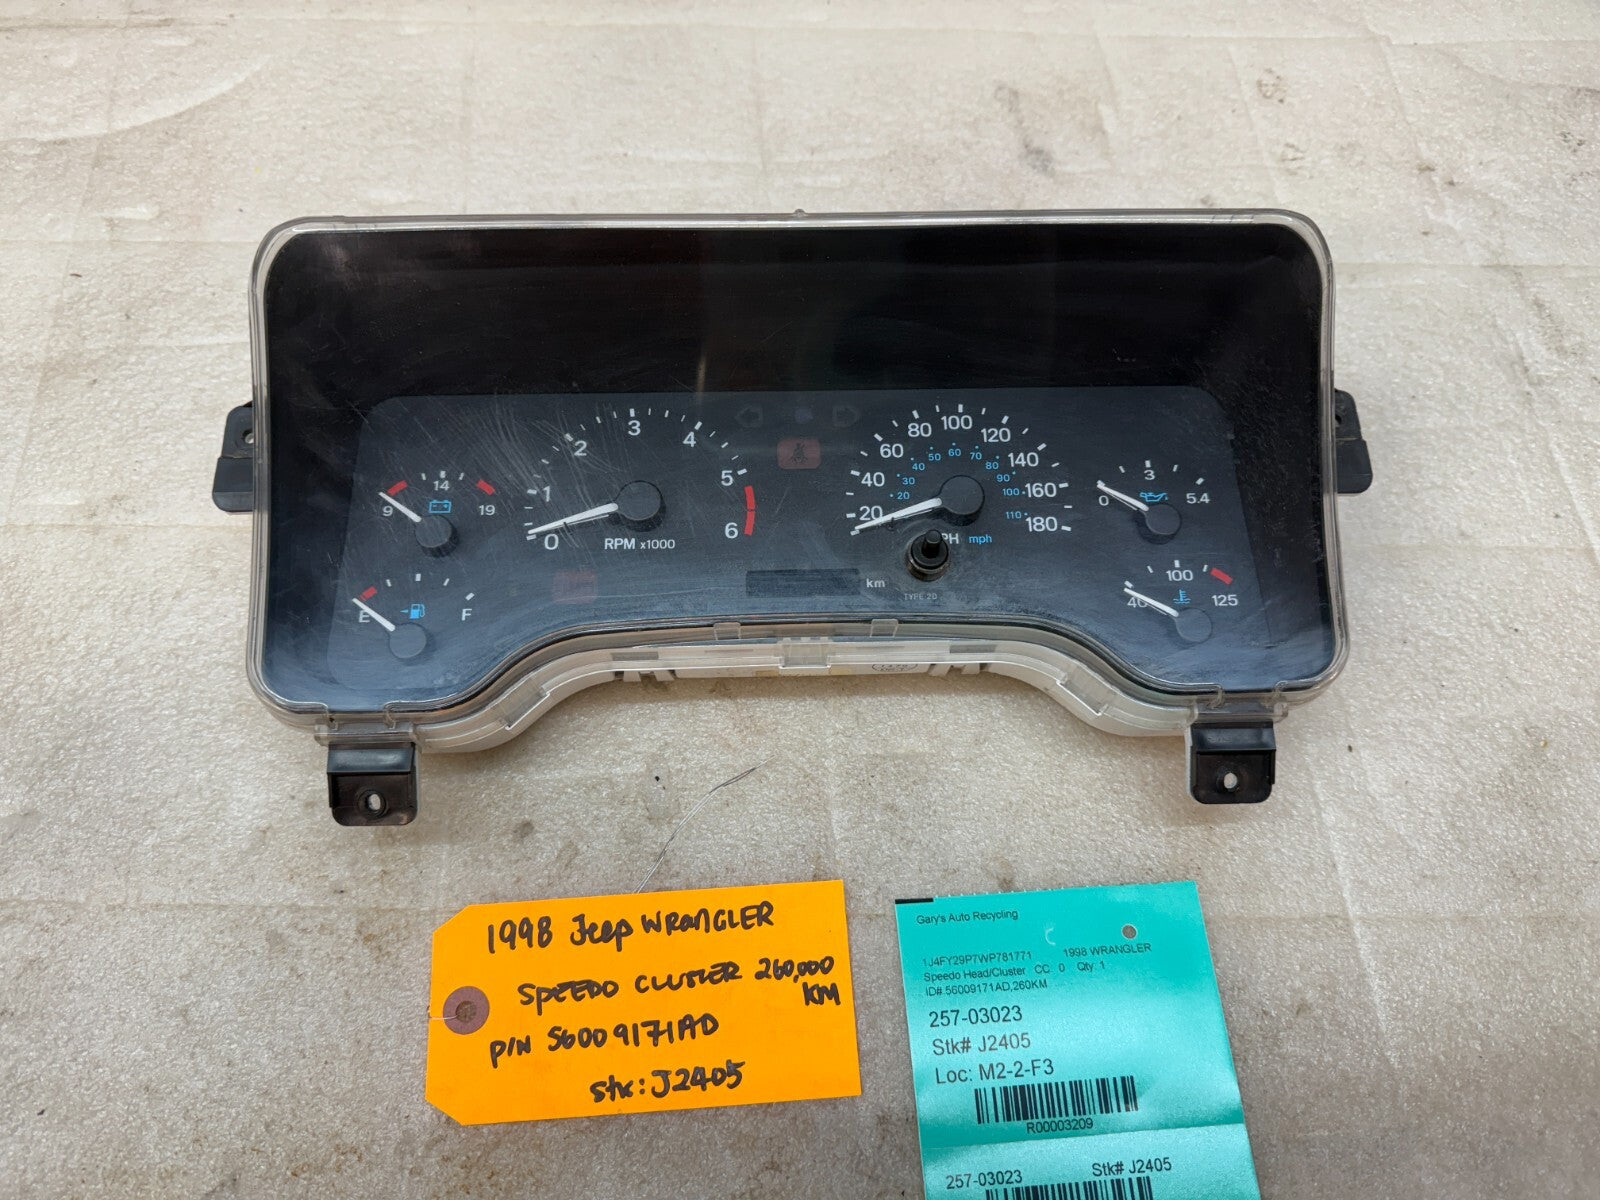 3
2
4
1
5
0
6
RPM x1000
14
9
19
E
F
100
80
120
60
140
40
160
20
180
60
50
70
40
80
30
90
20
100
110
PH mph
km
TYPE 20
3
0
5.4
100
40
125
1998 Jeep WRANGLER
SPEEDO CLUSTER 260,000
KM
P/N 56009171AD
Stk: J2405
Gary's Auto Recycling
1J4FY29P7WP781771 1998 WRANGLER
Speedo Head/Cluster CC: 0 Qty: 1
ID# 56009171AD,260KM
257-03023
Stk# J2405
Loc: M2-2-F3
R00003209
257-03023 Stk# J2405